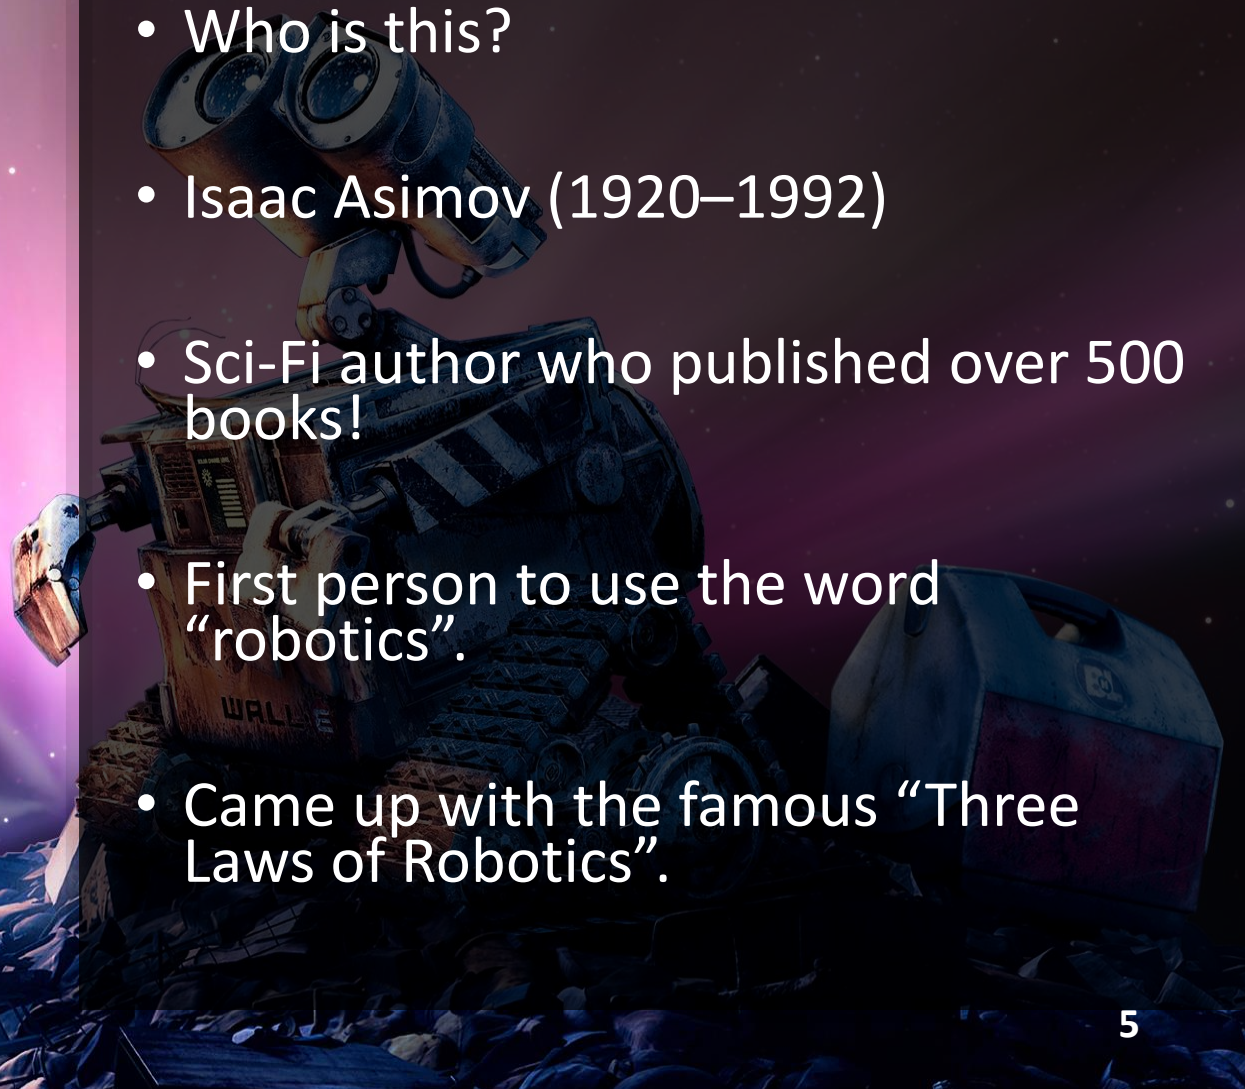 • Who is this?
• Isaac Asimov (1920–1992)
• Sci-Fi author who published over 500
books!
• First person to use the word
“robotics”.
• Came up with the famous “Three
Laws of Robotics”.
WALL E
5